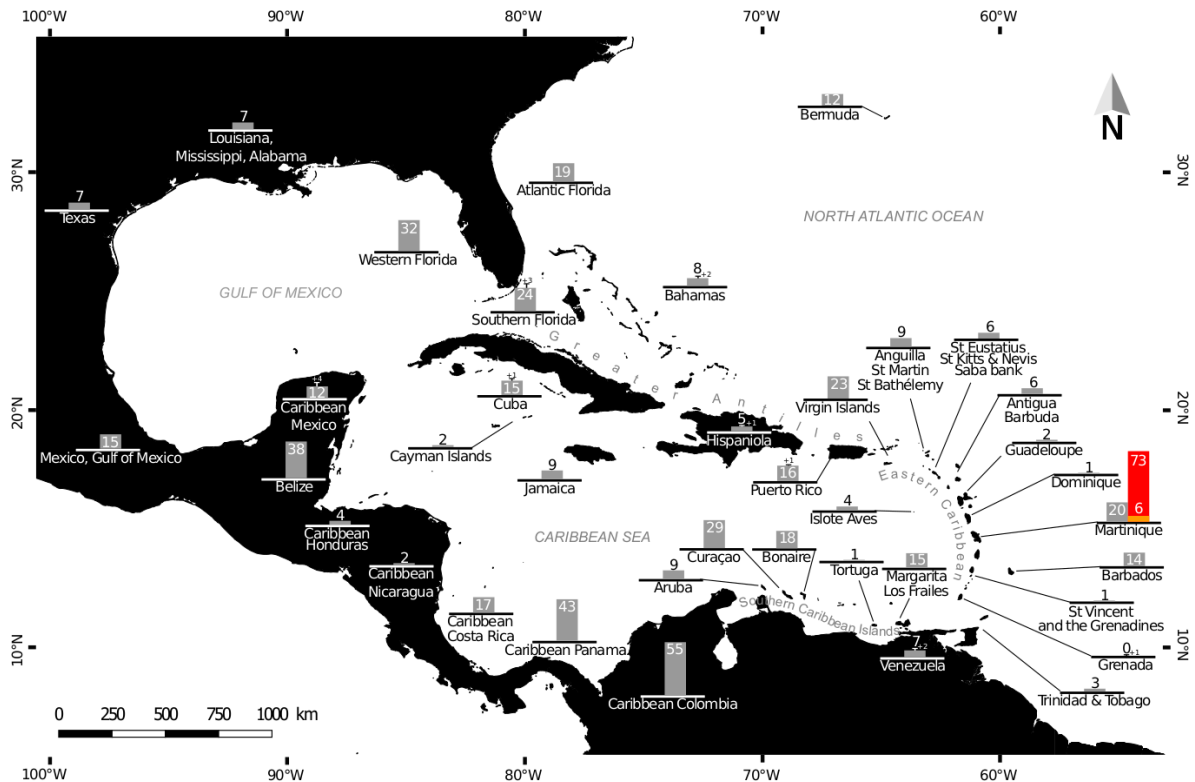 100°W 90°W 80°W 70°W 60°W
12
Bermuda
N
7
Louisiana,
Mississippi, Alabama
30°N
19
Atlantic Florida
30°N
7
Texas
NORTH ATLANTIC OCEAN
32
Western Florida
8 +2
Bahamas
GULF OF MEXICO
+3
24
Southern Florida
Greater Antilles
9
Anguilla
St Martin
St Bathélemy
6
St Eustatius
St Kitts & Nevis
Saba bank
+4
12
Caribbean
Mexico
+1
15
Cuba
23
Virgin Islands
6
Antigua
Barbuda
20°N
20°N
5 +1
Hispaniola
15
Mexico, Gulf of Mexico
2
Cayman Islands
2
Guadeloupe
38
Belize
9
Jamaica
+1
16
Puerto Rico
Eastern Caribbean
1
Dominique
73
20 6
Martinique
4
Caribbean
Honduras
4
Islote Aves
CARIBBEAN SEA
29
Curaçao
18
Bonaire
1
Tortuga
15
Margarita
Los Frailes
14
Barbados
2
Caribbean
Nicaragua
9
Aruba
Southern Caribbean Islands
1
St Vincent
and the Grenadines
17
Caribbean
Costa Rica
43
Caribbean Panama
55
Caribbean Colombia
7 +2
Venezuela
0 +1
Grenada
10°N
10°N
3
Trinidad & Tobago
0 250 500 750 1000 km
100°W 90°W 80°W 70°W 60°W